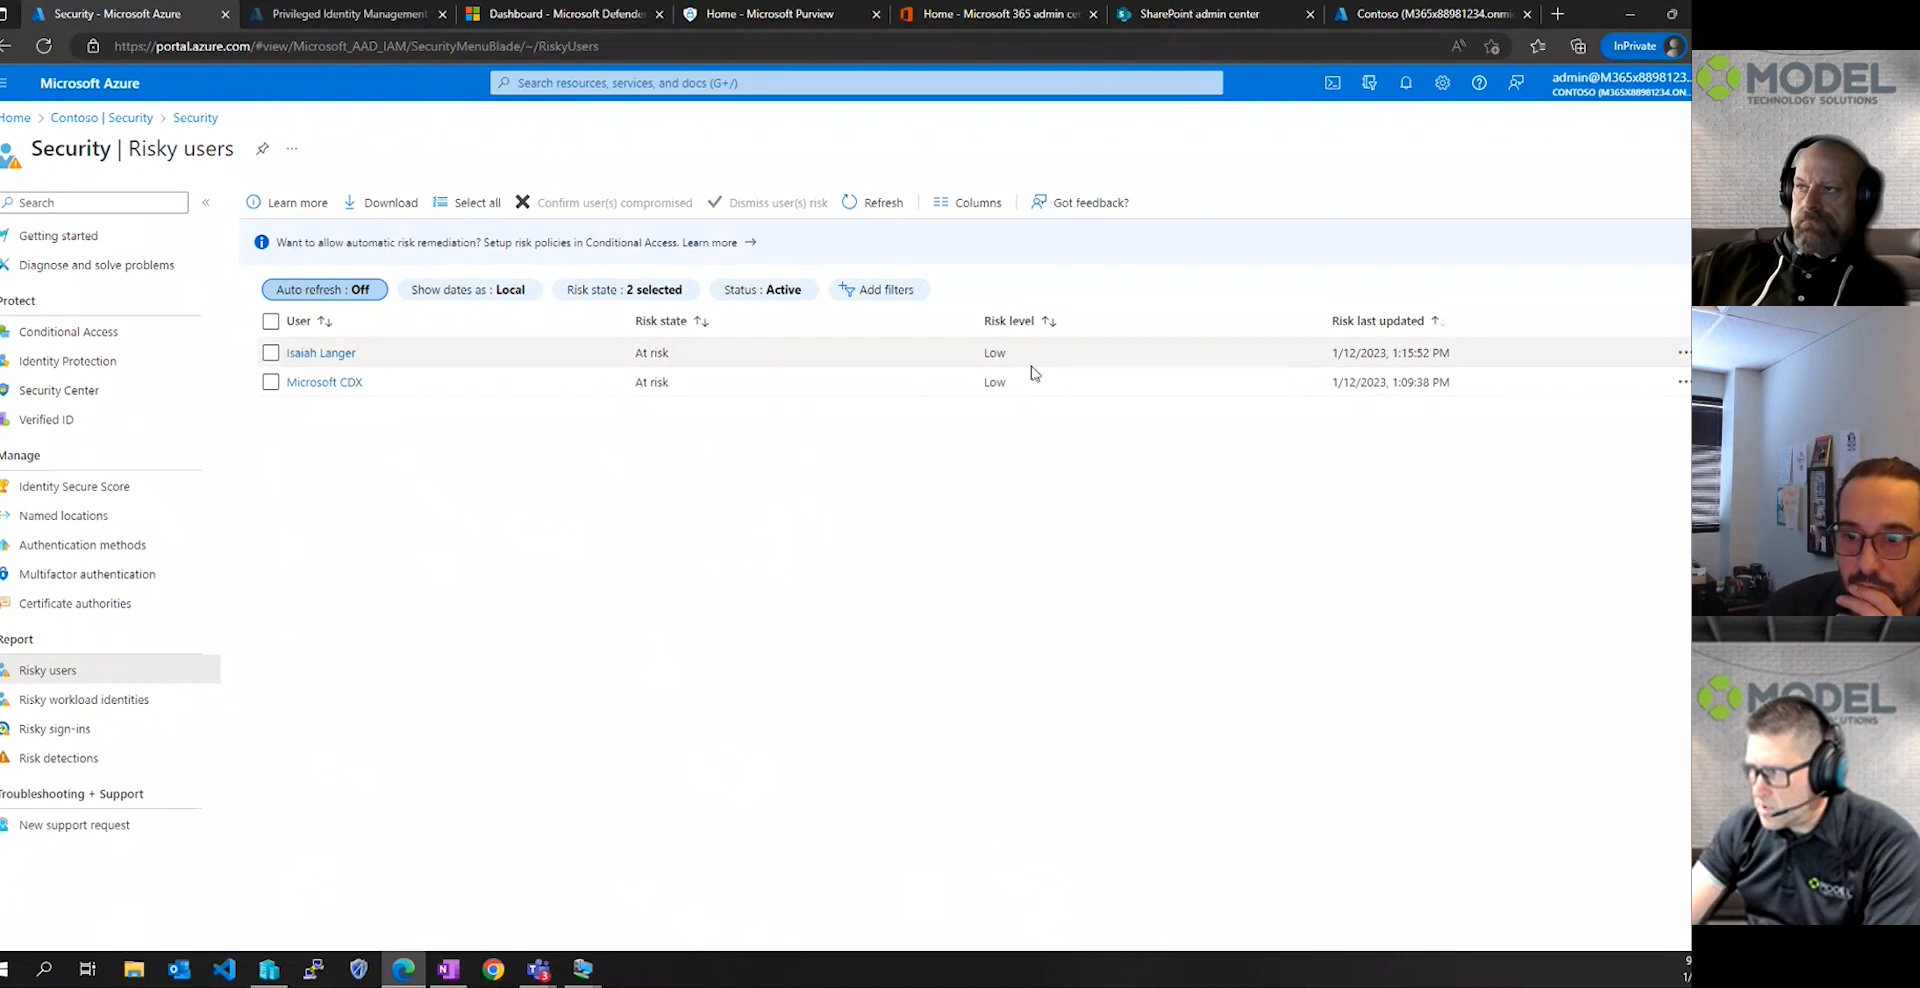 Security - Microsoft Azure
Privileged Identity Management
Dashboard - Microsoft Defende
Home - Microsoft Purview
Home - Microsoft 365 admin ce
SharePoint admin center
Contoso (M365x88981234.onmi
https://portal.azure.com/#view/Microsoft_AAD_IAM/SecurityMenuBlade/~/RiskyUsers
InPrivate
Microsoft Azure
Search resources, services, and docs (G+/)
admin@M365x8898123...
CONTOSO (M365X88981234.ON...
Home > Contoso | Security > Security
Security | Risky users
Search
Learn more
Download
Select all
Confirm user(s) compromised
Dismiss user(s) risk
Refresh
Columns
Got feedback?
Getting started
Diagnose and solve problems
Protect
Conditional Access
Identity Protection
Security Center
Verified ID
Manage
Identity Secure Score
Named locations
Authentication methods
Multifactor authentication
Certificate authorities
Report
Risky users
Risky workload identities
Risky sign-ins
Risk detections
Troubleshooting + Support
New support request
Want to allow automatic risk remediation? Setup risk policies in Conditional Access. Learn more →
Auto refresh : Off
Show dates as : Local
Risk state : 2 selected
Status : Active
Add filters
User
Risk state
Risk level
Risk last updated
Isaiah Langer
At risk
Low
1/12/2023, 1:15:52 PM
Microsoft CDX
At risk
Low
1/12/2023, 1:09:38 PM
MODEL
TECHNOLOGY SOLUTIONS
MODEL
MODEL